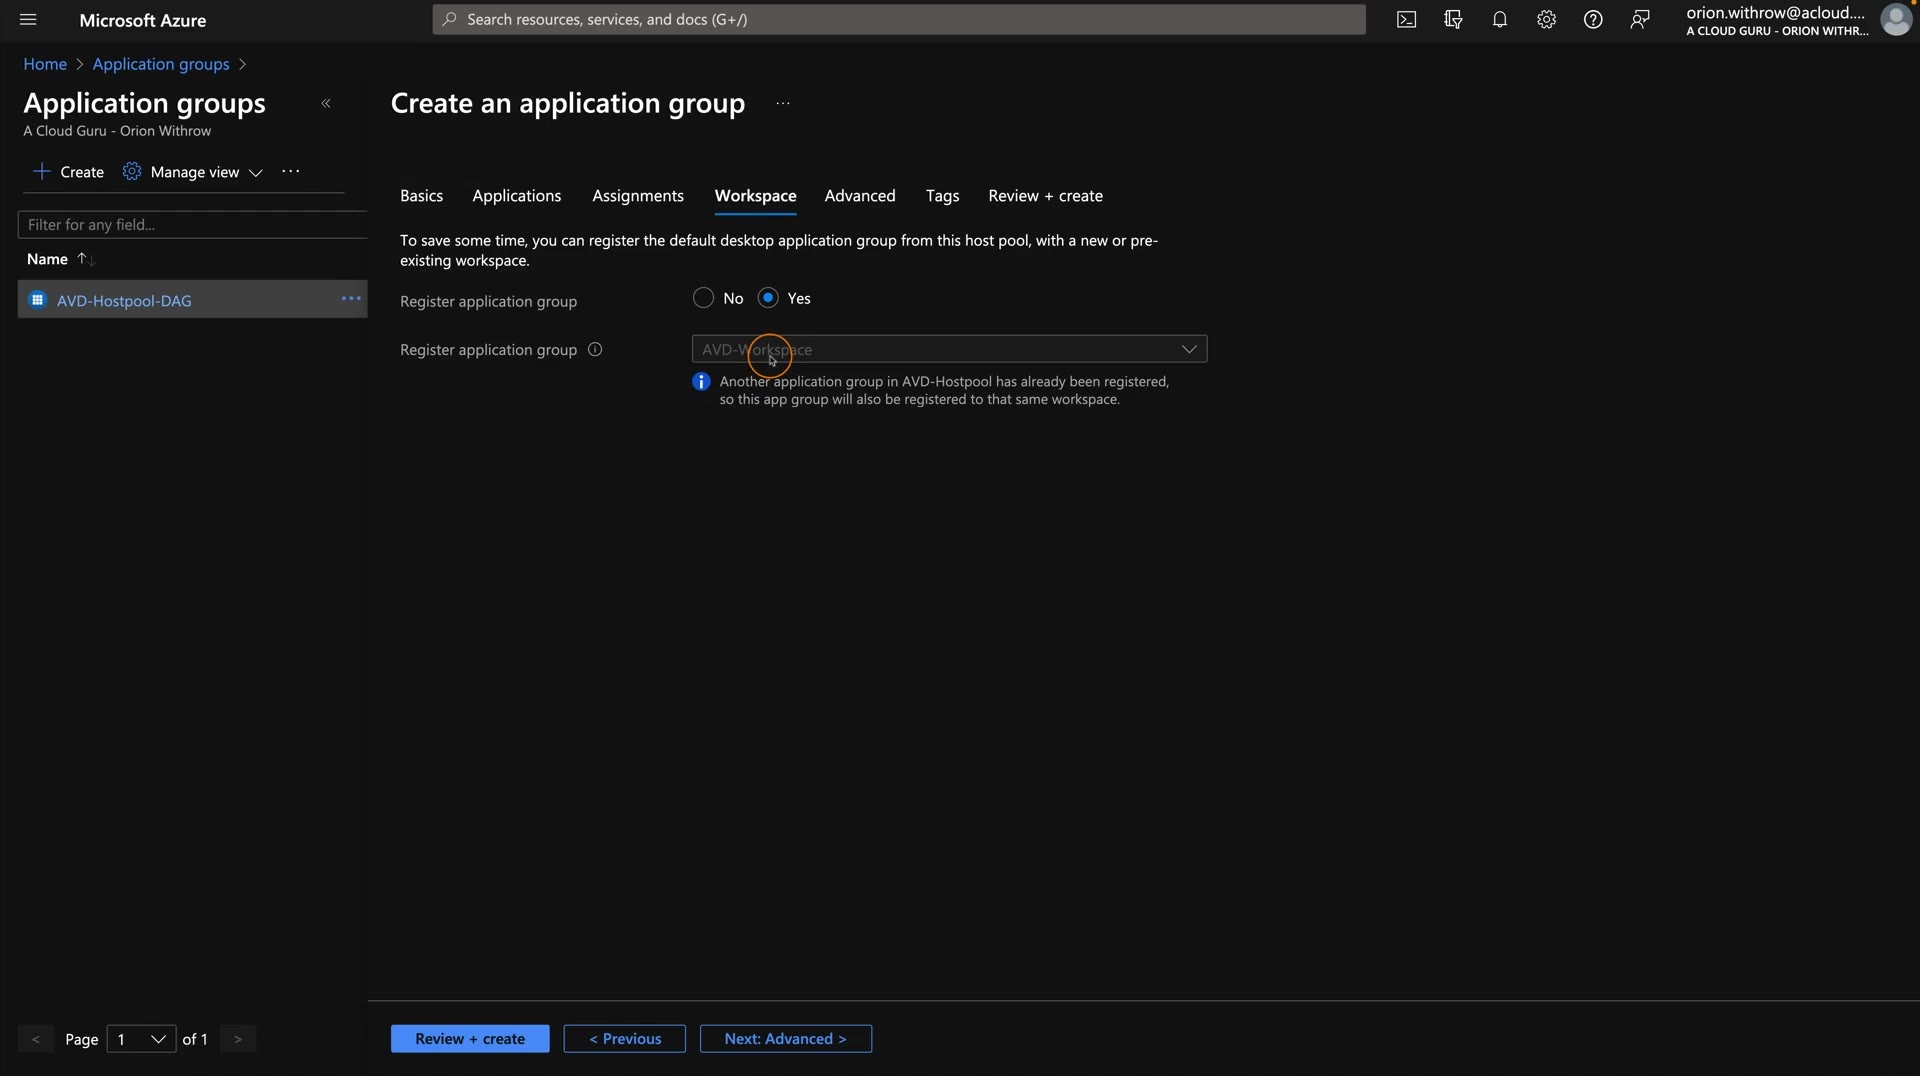 Microsoft Azure
Search resources, services, and docs (G+/)
orion.withrow@acloud....
A CLOUD GURU - ORION WITHR...
Home > Application groups >
Application groups
«
A Cloud Guru - Orion Withrow
+ Create
Manage view
...
Filter for any field...
Name ↑↓
AVD-Hostpool-DAG
...
< Page 1 of 1 >
Create an application group
...
Basics
Applications
Assignments
Workspace
Advanced
Tags
Review + create
To save some time, you can register the default desktop application group from this host pool, with a new or pre-
existing workspace.
Register application group
No
Yes
Register application group
AVD-Workspace
Another application group in AVD-Hostpool has already been registered,
so this app group will also be registered to that same workspace.
Review + create
< Previous
Next: Advanced >